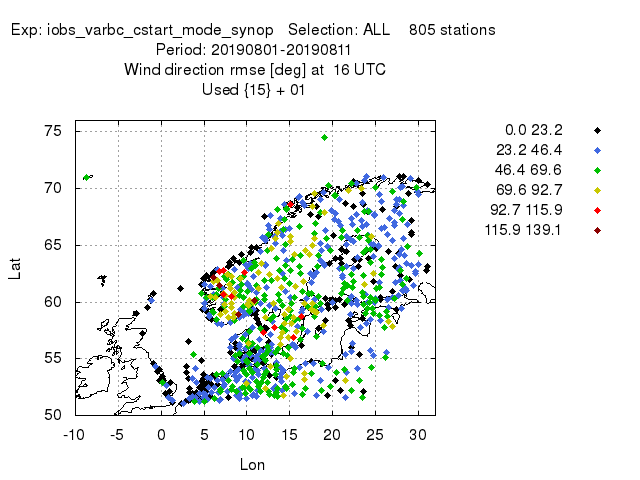 Exp: iobs_varbc_cstart_mode_synop   Selection: ALL    805 stations
Period: 20190801-20190811
Wind direction rmse [deg] at  16 UTC
Used {15} + 01
0.0 23.2
23.2 46.4
46.4 69.6
69.6 92.7
92.7 115.9
115.9 139.1
75
70
65
60
55
50
Lat
-10 -5 0 5 10 15 20 25 30
Lon